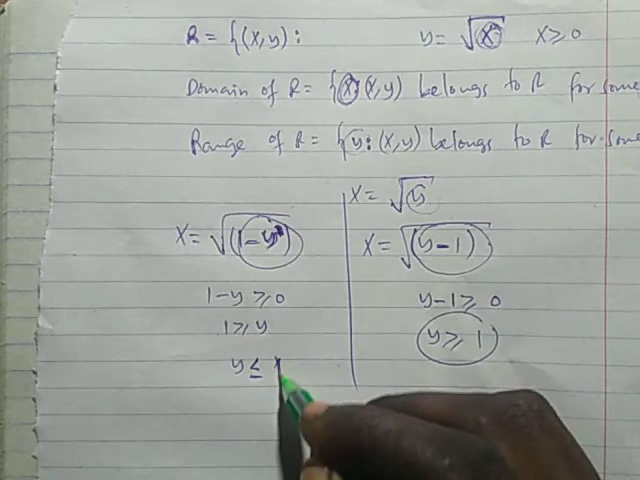 R = {(x,y): y = √x x ≥ 0
Domain of R = {x: (x,y) belongs to R for some
Range of R = {y: (x,y) belongs to R for some
x = √y
x = √(1-y)
1-y ≥ 0
1 ≥ y
y ≤
x = √(y-1)
y-1 ≥ 0
y ≥ 1